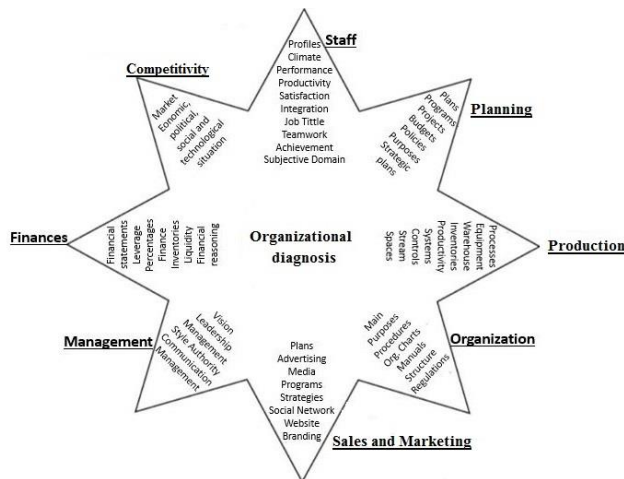 Staff
Profiles
Climate
Performance
Productivity
Satisfaction
Integration
Job Tittle
Teamwork
Achievement
Subjective Domain
Planning
Plans
Programs
Projects
Budgets
Policies
Purposes
Strategic
plans
Production
Processes
Equipment
Warehouse
Inventories
Productivity
Systems
Controls
Stream
Spaces
Organization
Main
Purposes
Procedures
Org. Charts
Manuals
Structure
Regulations
Sales and Marketing
Plans
Advertising
Media
Programs
Strategies
Social Network
Website
Branding
Management
Vision
Leadership
Management
Style Authority
Communication
Management
Finances
Financial
statements
Leverage
Percentages
Finance
Inventories
Liquidity
Financial
reasoning
Competitivity
Market
Eonomic,
political,
social and
technological
situation
Organizational
diagnosis